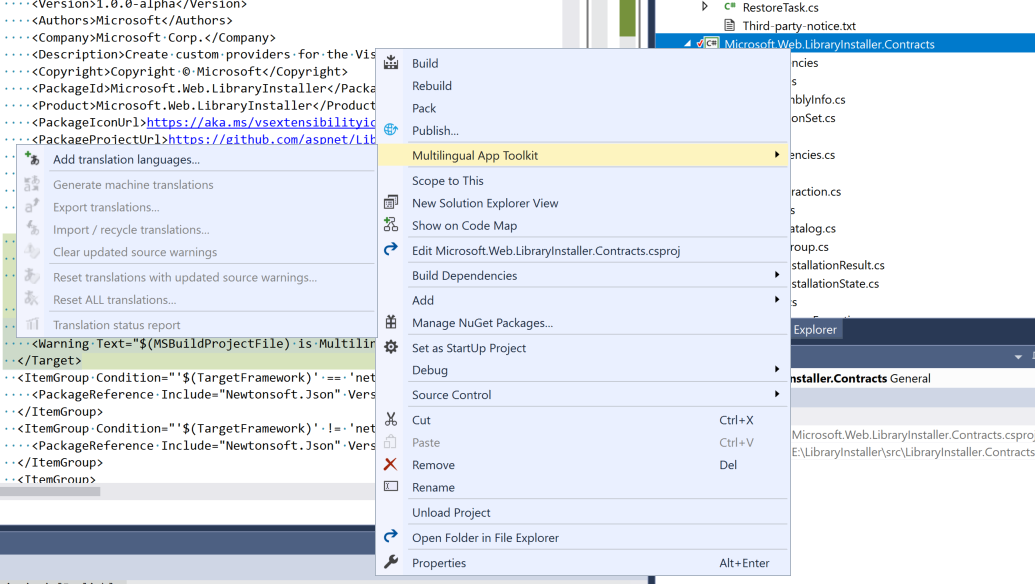 ····<Version>1.0.0-alpha</Version>
····<Authors>Microsoft</Authors>
····<Company>Microsoft Corp.</Company>
····<Description>Create custom providers for the Vis
····<Copyright>Copyright © Microsoft</Copyright>
····<PackageId>Microsoft.Web.LibraryInstaller</Packa
····<Product>Microsoft.Web.LibraryInstaller</Product
····<PackageIconUrl>https://aka.ms/vsextensibilityic
····<PackageProjectUrl>https://github.com/aspnet/Lib
Add translation languages...
Generate machine translations
Export translations...
Import / recycle translations...
Clear updated source warnings
Reset translations with updated source warnings...
Reset ALL translations...
Translation status report
····<Warning Text="$(MSBuildProjectFile) is Multilin
··</Target>
··<ItemGroup Condition="'$(TargetFramework)' == 'net
····<PackageReference Include="Newtonsoft.Json" Vers
··</ItemGroup>
··<ItemGroup Condition="'$(TargetFramework)' != 'net
····<PackageReference Include="Newtonsoft.Json" Vers
··</ItemGroup>
··<ItemGroup>
Build
Rebuild
Pack
Publish...
Multilingual App Toolkit
Scope to This
New Solution Explorer View
Show on Code Map
Edit Microsoft.Web.LibraryInstaller.Contracts.csproj
Build Dependencies
Add
Manage NuGet Packages...
Set as StartUp Project
Debug
Source Control
Cut Ctrl+X
Paste Ctrl+V
Remove Del
Rename
Unload Project
Open Folder in File Explorer
Properties Alt+Enter
C# RestoreTask.cs
Third-party-notice.txt
C# Microsoft.Web.LibraryInstaller.Contracts
encies
s
mblyInfo.cs
onSet.cs
encies.cs
raction.cs
s
atalog.cs
roup.cs
stallationResult.cs
stallationState.cs
cs
Explorer
nstaller.Contracts General
Microsoft.Web.LibraryInstaller.Contracts.cspro
E:\LibraryInstaller\src\LibraryInstaller.Contracts